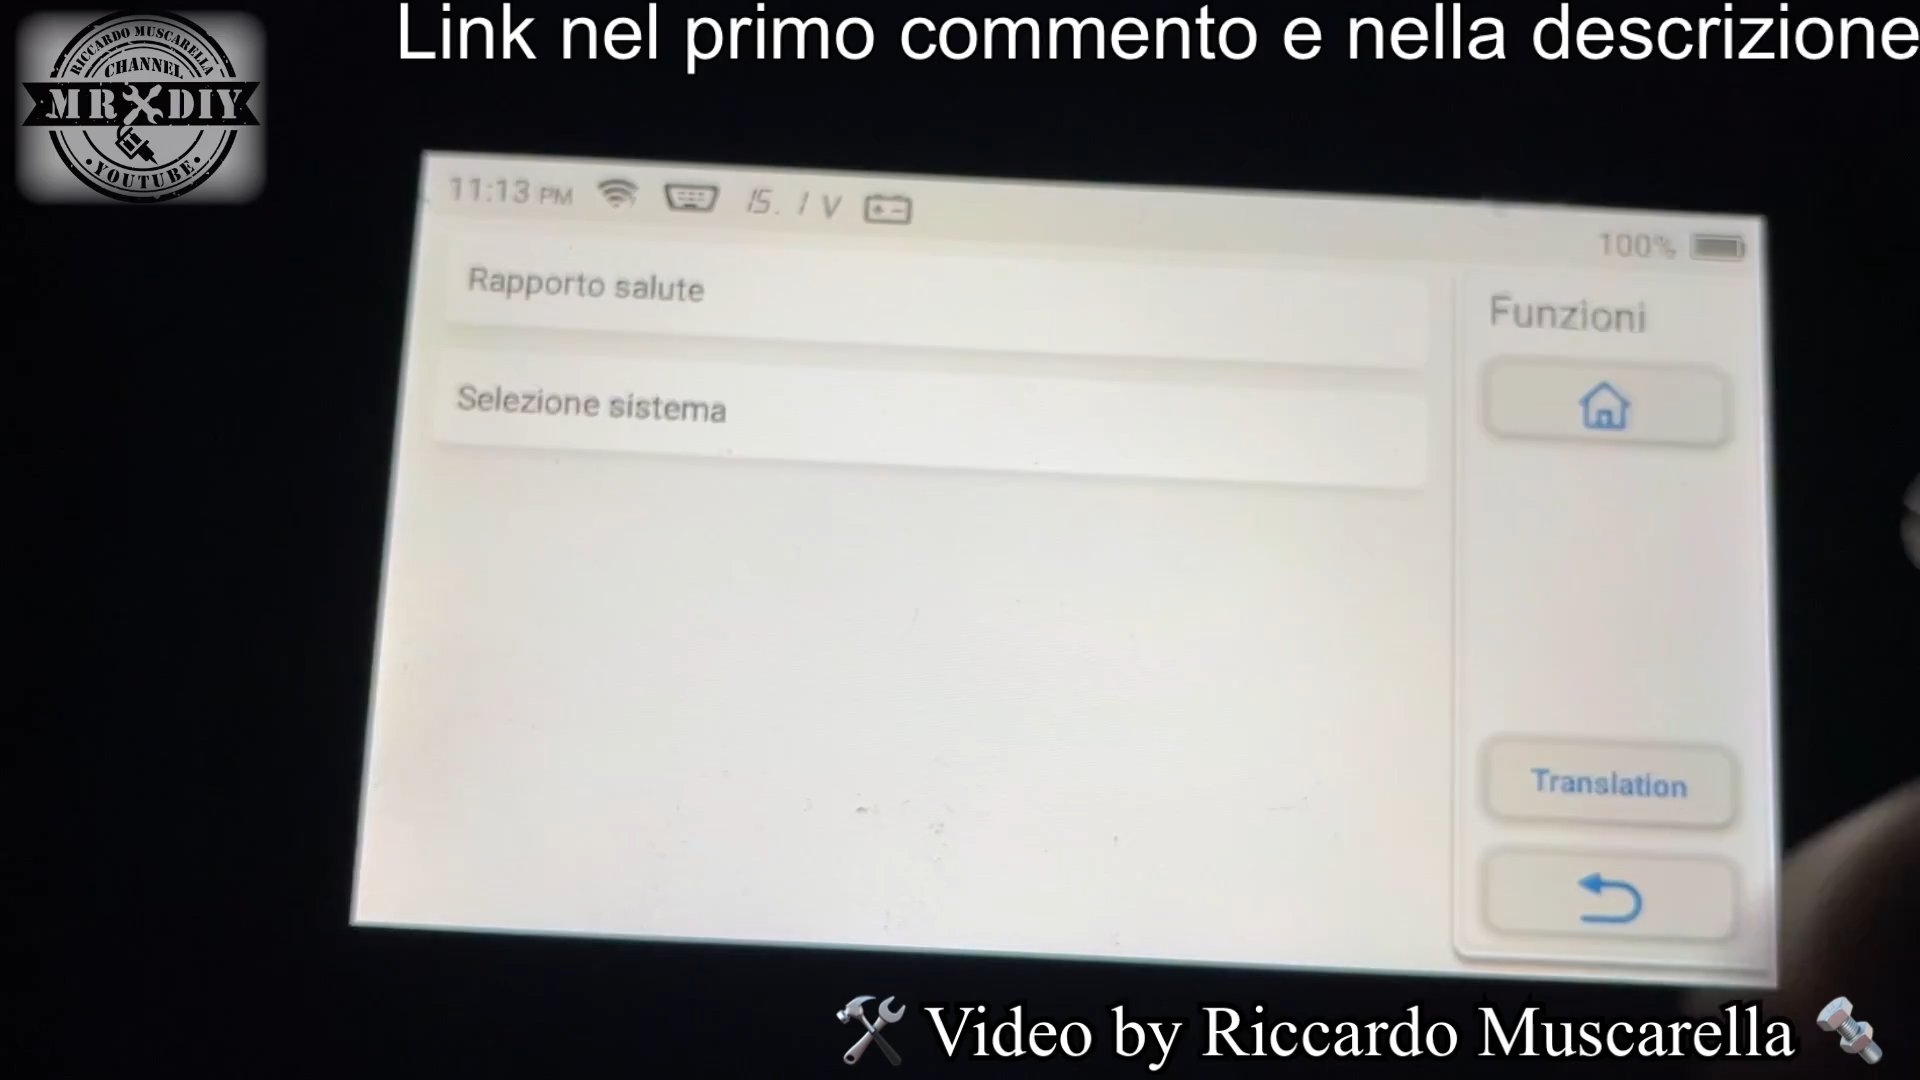 Link nel primo commento e nella descrizione
RICCARDO MUSCARELLA
CHANNEL
MR DIY
YOUTUBE
11:13 PM 15.1 V
100%
Rapporto salute
Funzioni
Selezione sistema
Translation
Video by Riccardo Muscarella